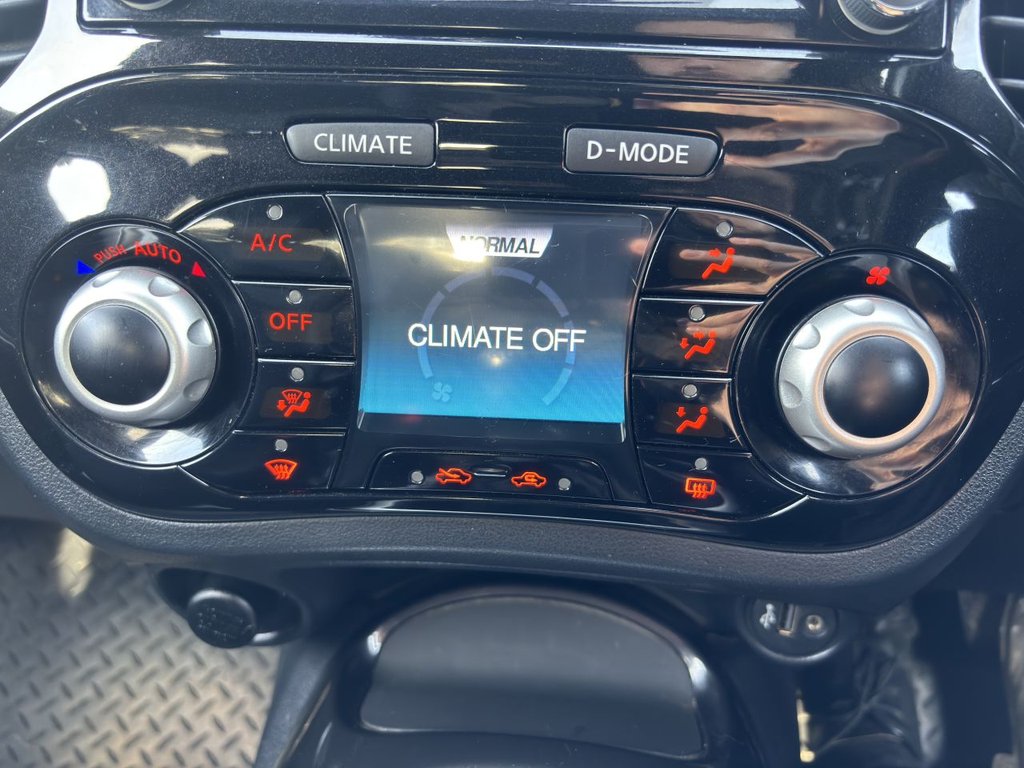 CLIMATE
D-MODE
PUSH AUTO
A/C
NORMAL
OFF
CLIMATE OFF